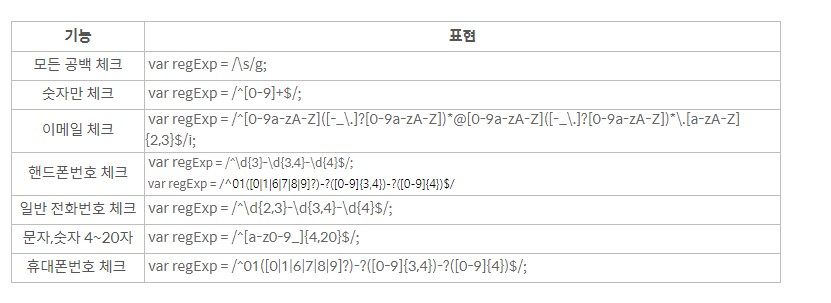 기능 표현
모든 공백 체크 var regExp = /\s/g;
숫자만 체크 var regExp = /^[0-9]+$/;
이메일 체크 var regExp = /^[0-9a-zA-Z]([-_\.]?[0-9a-zA-Z])*@[0-9a-zA-Z]([-_\.]?[0-9a-zA-Z])*\.[a-zA-Z]
{2,3}$/i;
핸드폰번호 체크 var regExp = /^\d{3}-\d{3,4}-\d{4}$/;
var regExp = /^01([0|1|6|7|8|9]?)-?([0-9]{3,4})-?([0-9]{4})$/
일반 전화번호 체크 var regExp = /^\d{2,3}-\d{3,4}-\d{4}$/;
문자,숫자 4~20자 var regExp = /^[a-z0-9_]{4,20}$/;
휴대폰번호 체크 var regExp = /^01([0|1|6|7|8|9]?)-?([0-9]{3,4})-?([0-9]{4})$/;